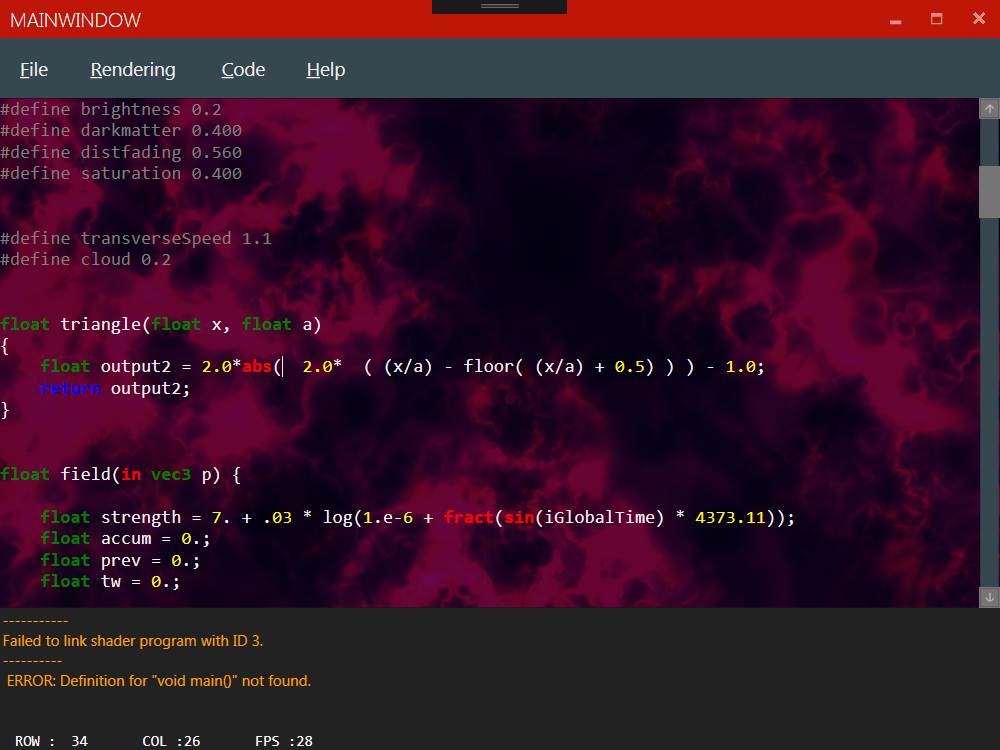 MAINWINDOW
File Rendering Code Help
#define brightness 0.2
#define darkmatter 0.400
#define distfading 0.560
#define saturation 0.400
#define transverseSpeed 1.1
#define cloud 0.2
float triangle(float x, float a)
{
float output2 = 2.0*abs(  2.0*  ( (x/a) - floor( (x/a) + 0.5) ) ) - 1.0;
return output2;
}
float field(in vec3 p) {
float strength = 7. + .03 * log(1.e-6 + fract(sin(iGlobalTime) * 4373.11));
float accum = 0.;
float prev = 0.;
float tw = 0.;
-----------
Failed to link shader program with ID 3.
----------
ERROR: Definition for "void main()" not found.
ROW : 34 COL :26 FPS :28